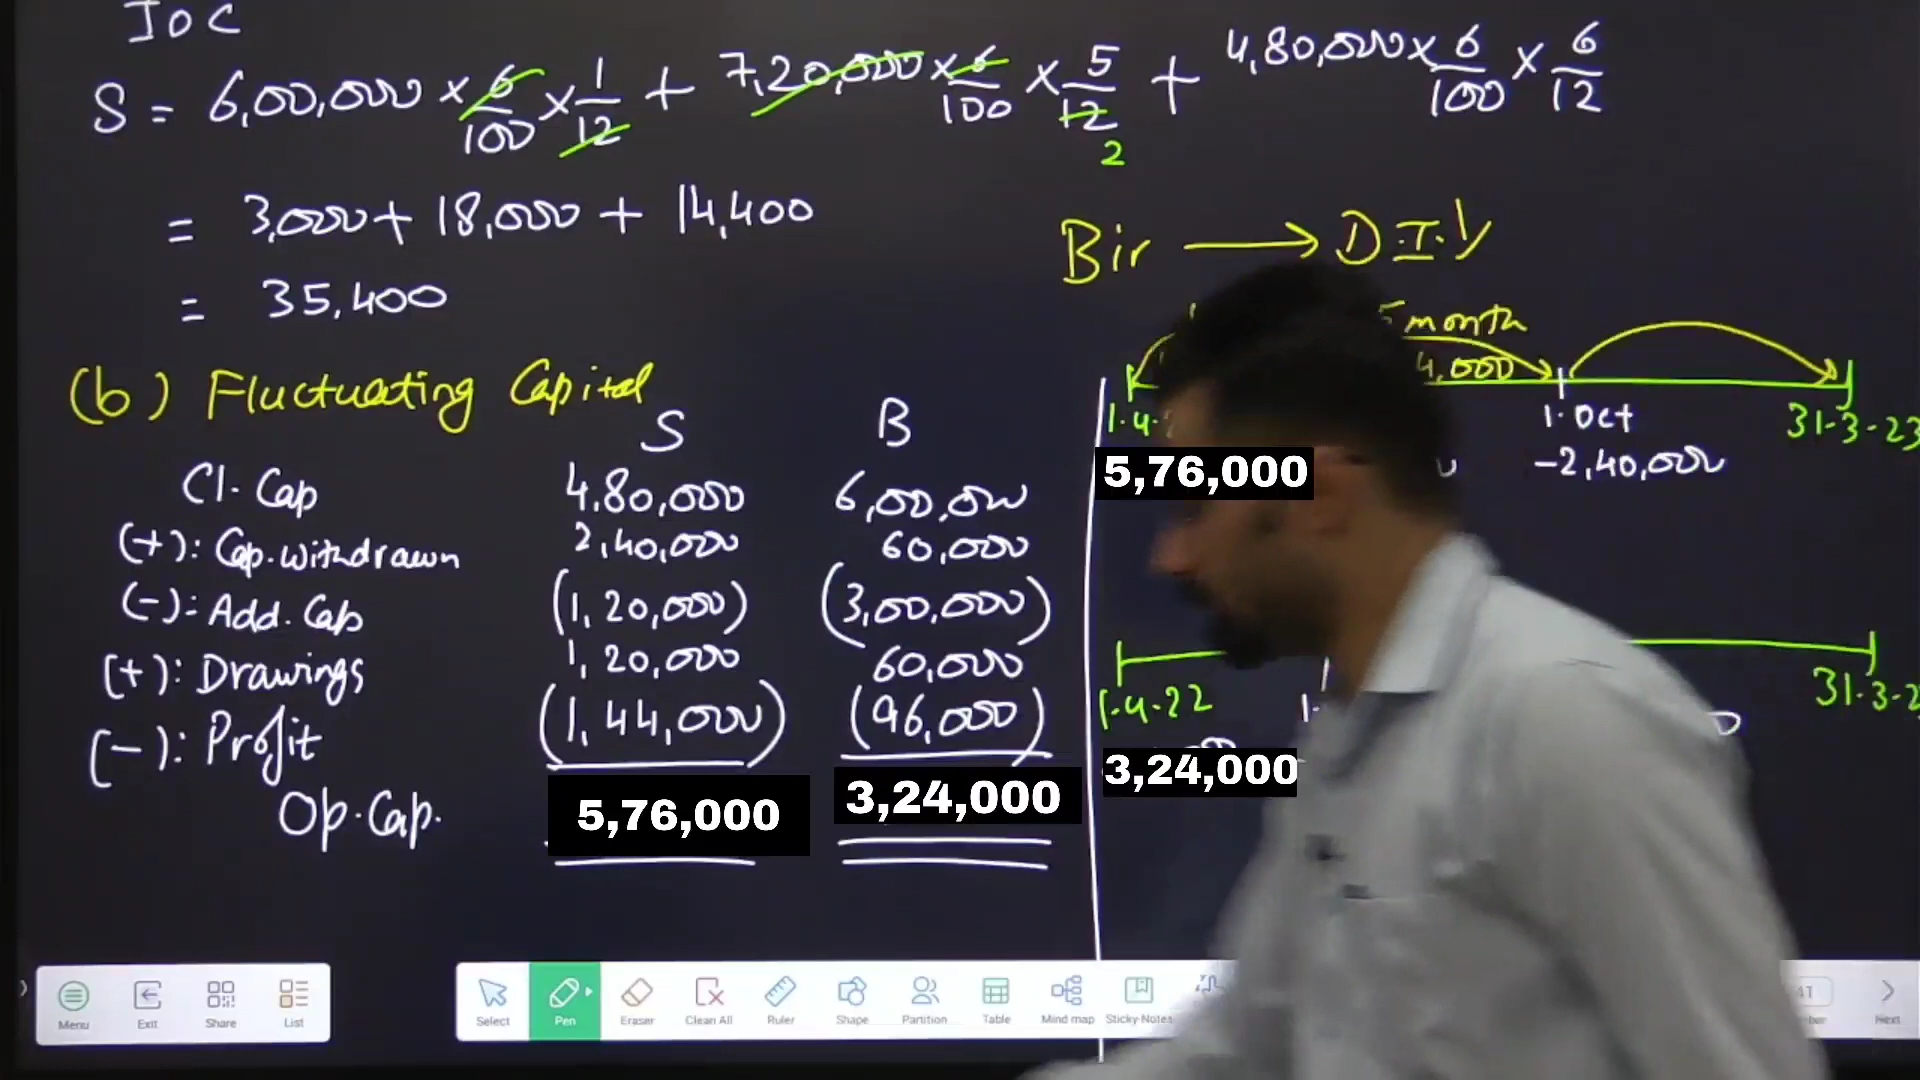 IOC
S = 6,00,000 × 6/100 × 1/12 + 7,20,000 × 6/100 × 5/12 + 4,80,000 × 6/100 × 6/12
2
= 3,000 + 18,000 + 14,400
= 35,400
Bir → D.I.Y
5 month
4,000
1.4.
1.Oct
31-3-23
5,76,000
-2,40,000
(b) Fluctuating Capital
S B
Cl. Cap 4,80,000 6,00,000
(+): Cap. withdrawn 2,40,000 60,000
(-): Add. Cap (1,20,000) (3,00,000)
(+): Drawings 1,20,000 60,000
(-): Profit (1,44,000) (96,000)
Op. Cap. 5,76,000 3,24,000
1-4-22
1.
31-3-2
3,24,000
Menu Exit Share List Select Pen Eraser Clean All Ruler Shape Partition Table Mind map Sticky Notes 41 Next